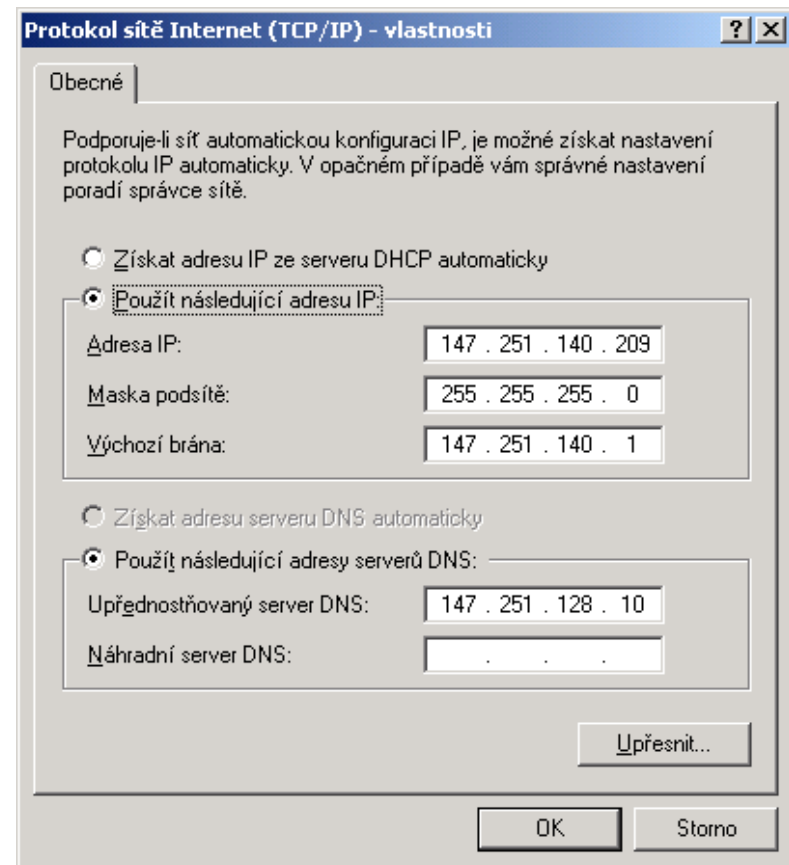 Protokol sítě Internet (TCP/IP) - vlastnosti
Obecné
Podporuje-li síť automatickou konfiguraci IP, je možné získat nastavení
protokolu IP automaticky. V opačném případě vám správné nastavení
poradí správce sítě.
Získat adresu IP ze serveru DHCP automaticky
Použít následující adresu IP:
Adresa IP: 147 . 251 . 140 . 209
Maska podsítě: 255 . 255 . 255 . 0
Výchozí brána: 147 . 251 . 140 . 1
Získat adresu serveru DNS automaticky
Použít následující adresy serverů DNS:
Upřednostňovaný server DNS: 147 . 251 . 128 . 10
Náhradní server DNS: . . .
Upřesnit...
OK Storno